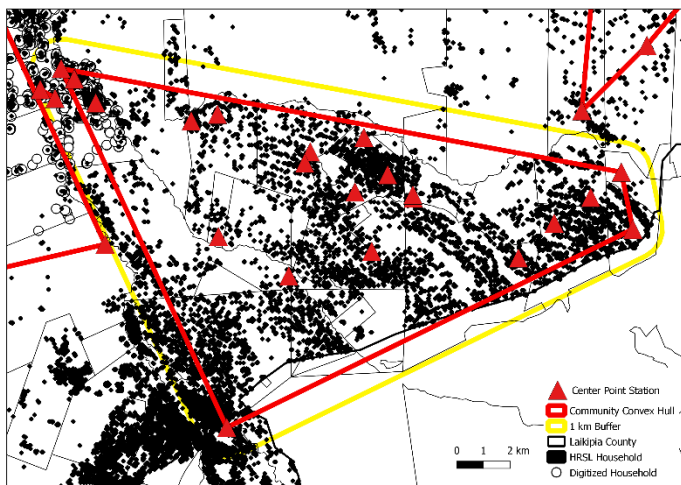 Center Point Station
Community Convex Hull
1 km Buffer
Laikipia County
HRSL Household
Digitized Household
0 1 2 km